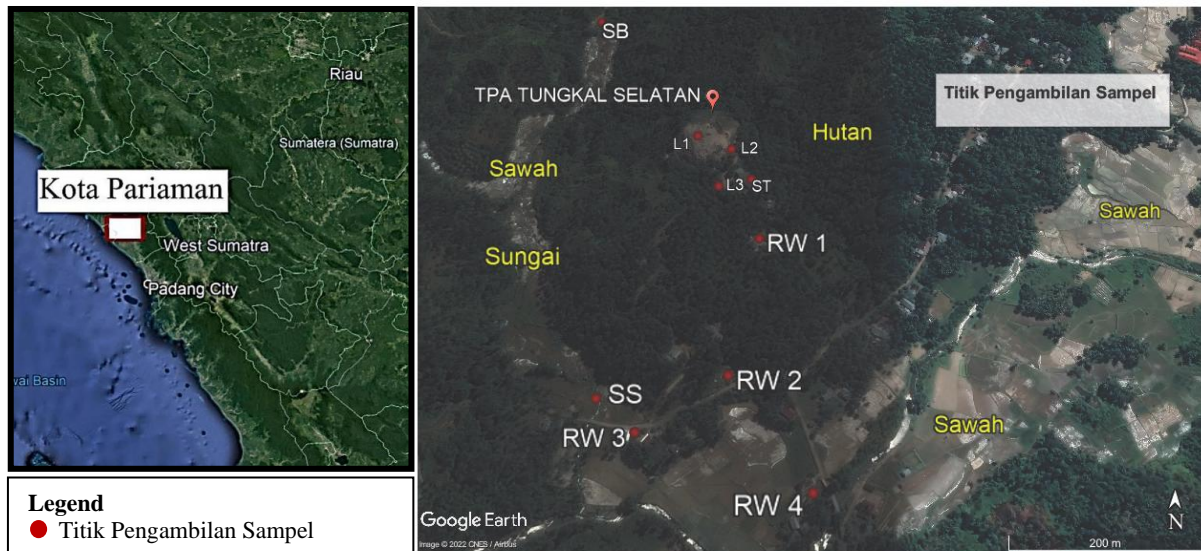 Riau
Sumatera (Sumatra)
Kota Pariaman
West Sumatra
Padang City
wai Basin
Legend
Titik Pengambilan Sampel
SB
TPA TUNGKAL SELATAN
Titik Pengambilan Sampel
Hutan
L1
L2
Sawah
L3
ST
Sawah
RW 1
Sungai
RW 2
SS
RW 3
Sawah
RW 4
Google Earth
Image © 2022 CNES / Airbus
N
200 m